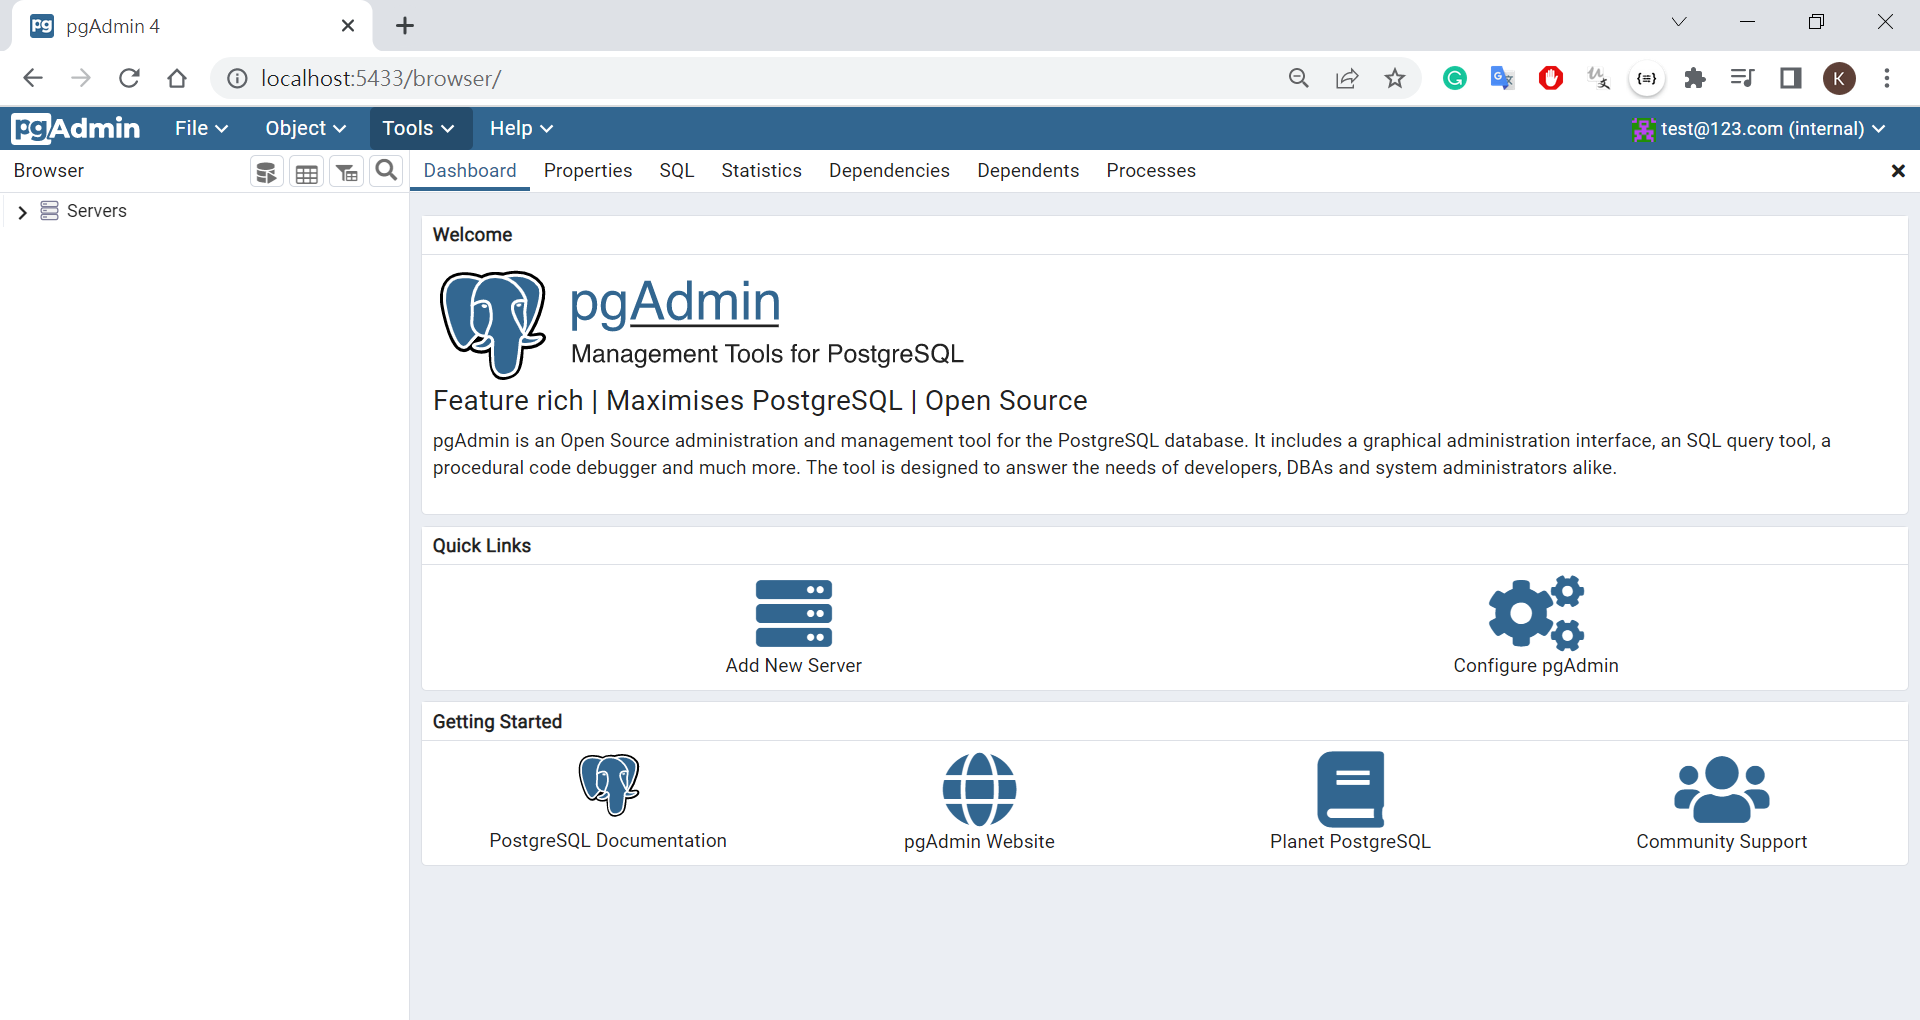 pgAdmin 4
localhost:5433/browser/
K
pgAdmin File Object Tools Help test@123.com (internal)
Browser Dashboard Properties SQL Statistics Dependencies Dependents Processes
Servers
Welcome
pgAdmin
Management Tools for PostgreSQL
Feature rich | Maximises PostgreSQL | Open Source
pgAdmin is an Open Source administration and management tool for the PostgreSQL database. It includes a graphical administration interface, an SQL query tool, a
procedural code debugger and much more. The tool is designed to answer the needs of developers, DBAs and system administrators alike.
Quick Links
Add New Server Configure pgAdmin
Getting Started
PostgreSQL Documentation pgAdmin Website Planet PostgreSQL Community Support